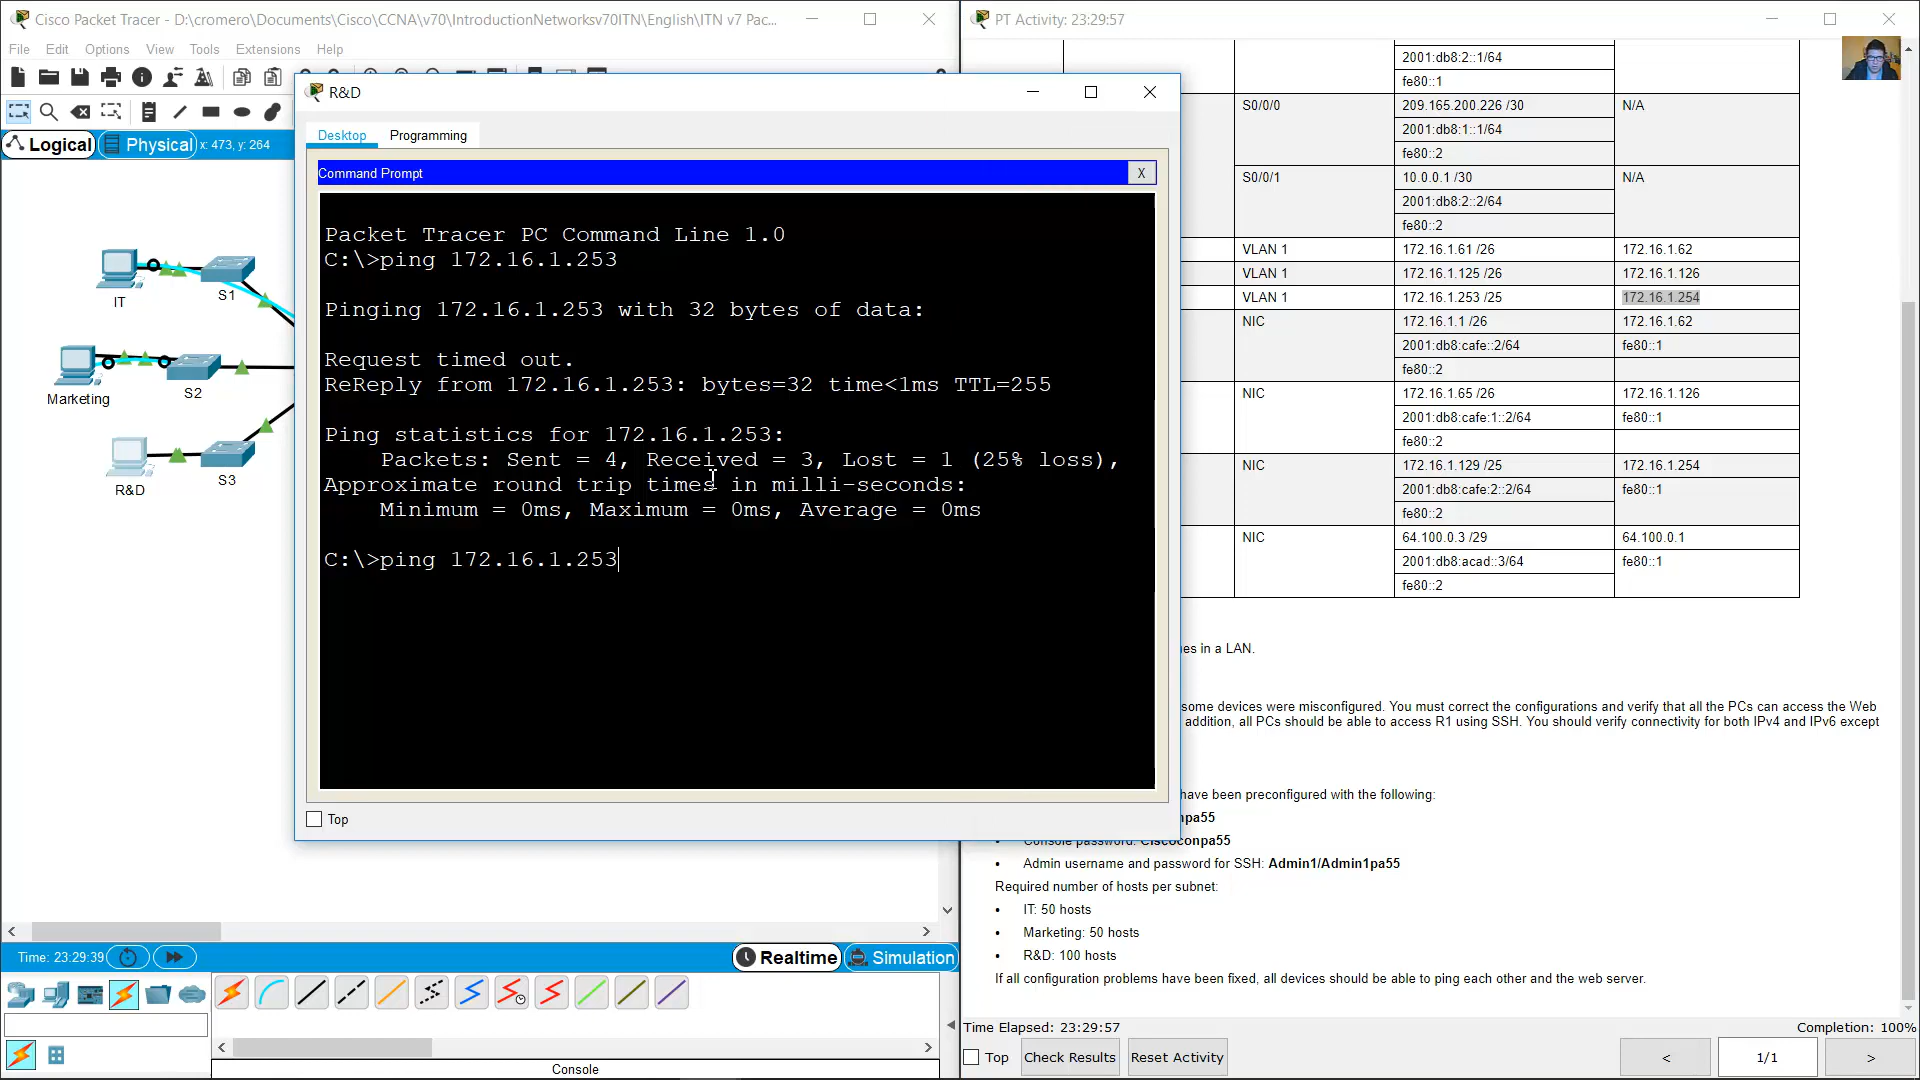 Cisco Packet Tracer - D:\cromero\Documents\Cisco\CCNA\v70\IntroductionNetworksv70ITN\English\ITN v7 Pac...
File Edit Options View Tools Extensions Help
Logical
Physical
x: 473, y: 264
IT
S1
Marketing
S2
R&D
S3
R&D
Desktop
Programming
Command Prompt
X
Packet Tracer PC Command Line 1.0
C:\>ping 172.16.1.253
Pinging 172.16.1.253 with 32 bytes of data:
Request timed out.
ReReply from 172.16.1.253: bytes=32 time<1ms TTL=255
Ping statistics for 172.16.1.253:
Packets: Sent = 4, Received = 3, Lost = 1 (25% loss),
Approximate round trip times in milli-seconds:
Minimum = 0ms, Maximum = 0ms, Average = 0ms
C:\>ping 172.16.1.253
Top
Time: 23:29:39
Realtime
Simulation
Console
PT Activity: 23:29:57
2001:db8:2::1/64
fe80::1
S0/0/0 209.165.200.226 /30 N/A
2001:db8:1::1/64
fe80::2
S0/0/1 10.0.0.1 /30 N/A
2001:db8:2::2/64
fe80::2
VLAN 1 172.16.1.61 /26 172.16.1.62
VLAN 1 172.16.1.125 /26 172.16.1.126
VLAN 1 172.16.1.253 /25 172.16.1.254
NIC 172.16.1.1 /26 172.16.1.62
2001:db8:cafe::2/64 fe80::1
fe80::2
NIC 172.16.1.65 /26 172.16.1.126
2001:db8:cafe:1::2/64 fe80::1
fe80::2
NIC 172.16.1.129 /25 172.16.1.254
2001:db8:cafe:2::2/64 fe80::1
fe80::2
NIC 64.100.0.3 /29 64.100.0.1
2001:db8:acad::3/64 fe80::1
fe80::2
in a LAN.
some devices were misconfigured. You must correct the configurations and verify that all the PCs can access the Web
addition, all PCs should be able to access R1 using SSH. You should verify connectivity for both IPv4 and IPv6 except
have been preconfigured with the following:
npa55
• Console password: Ciscoconpa55
• Admin username and password for SSH: Admin1/Admin1pa55
Required number of hosts per subnet:
• IT: 50 hosts
• Marketing: 50 hosts
• R&D: 100 hosts
If all configuration problems have been fixed, all devices should be able to ping each other and the web server.
Time Elapsed: 23:29:57
Completion: 100%
Top
Check Results
Reset Activity
<
1/1
>